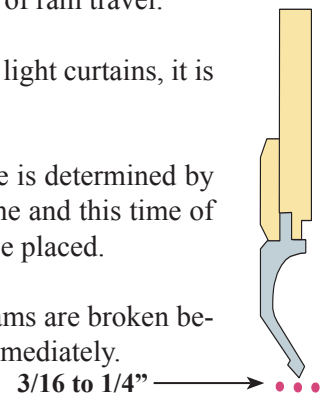 of ram travel.
light curtains, it is
e is determined by
ne and this time of
e placed.
ams are broken be-
mediately.
3/16 to 1/4”